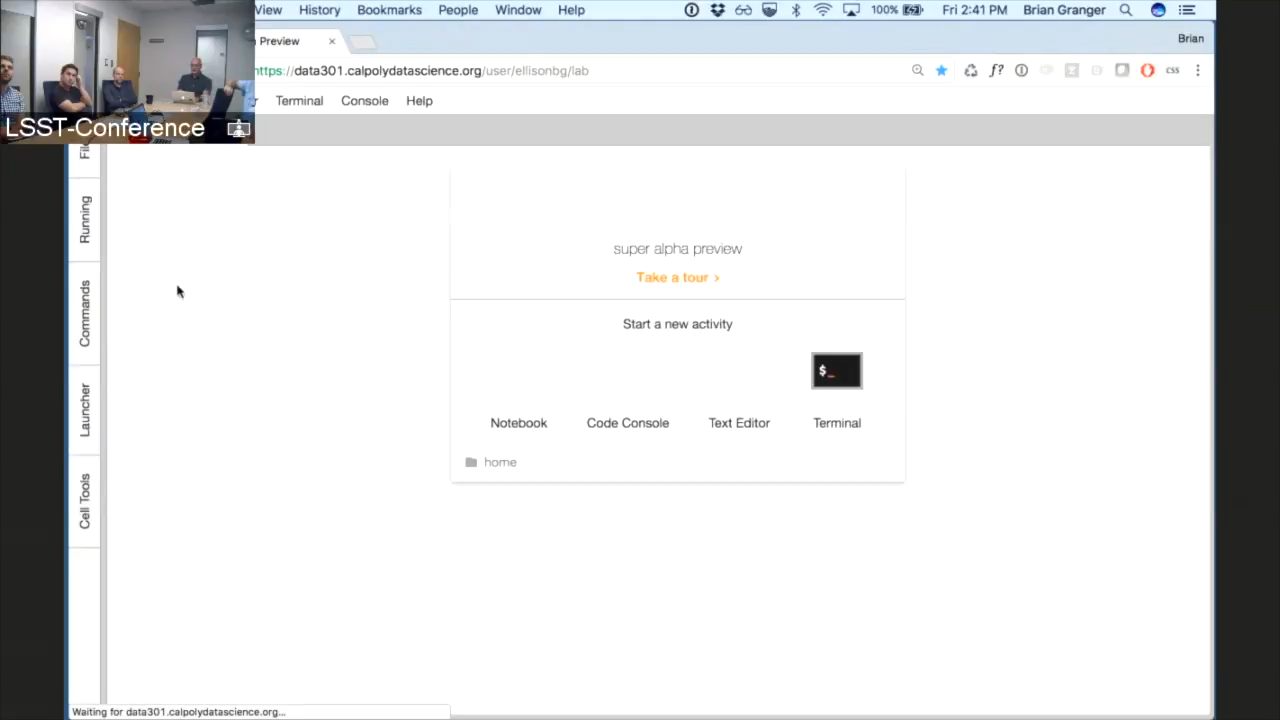 View History Bookmarks People Window Help 100% Fri 2:41 PM Brian Granger
Preview × Brian
https://data301.calpolydatascience.org/user/ellisonbg/lab f? CSS
Terminal Console Help
LSST-Conference
Running
Commands
Launcher
Cell Tools
super alpha preview
Take a tour ›
Start a new activity
$_
Notebook Code Console Text Editor Terminal
home
Waiting for data301.calpolydatascience.org...